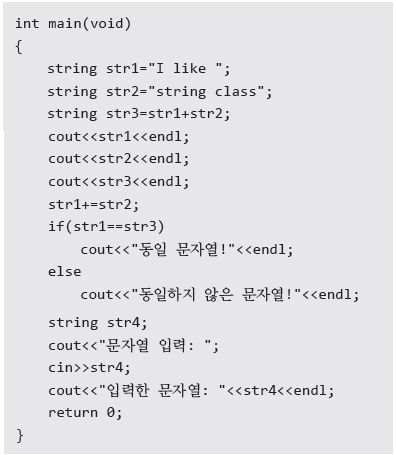 int main(void)
{
    string str1="I like ";
    string str2="string class";
    string str3=str1+str2;
    cout<<str1<<endl;
    cout<<str2<<endl;
    cout<<str3<<endl;
    str1+=str2;
    if(str1==str3)
        cout<<"동일 문자열!"<<endl;
    else
        cout<<"동일하지 않은 문자열!"<<endl;
    string str4;
    cout<<"문자열 입력: ";
    cin>>str4;
    cout<<"입력한 문자열: "<<str4<<endl;
    return 0;
}